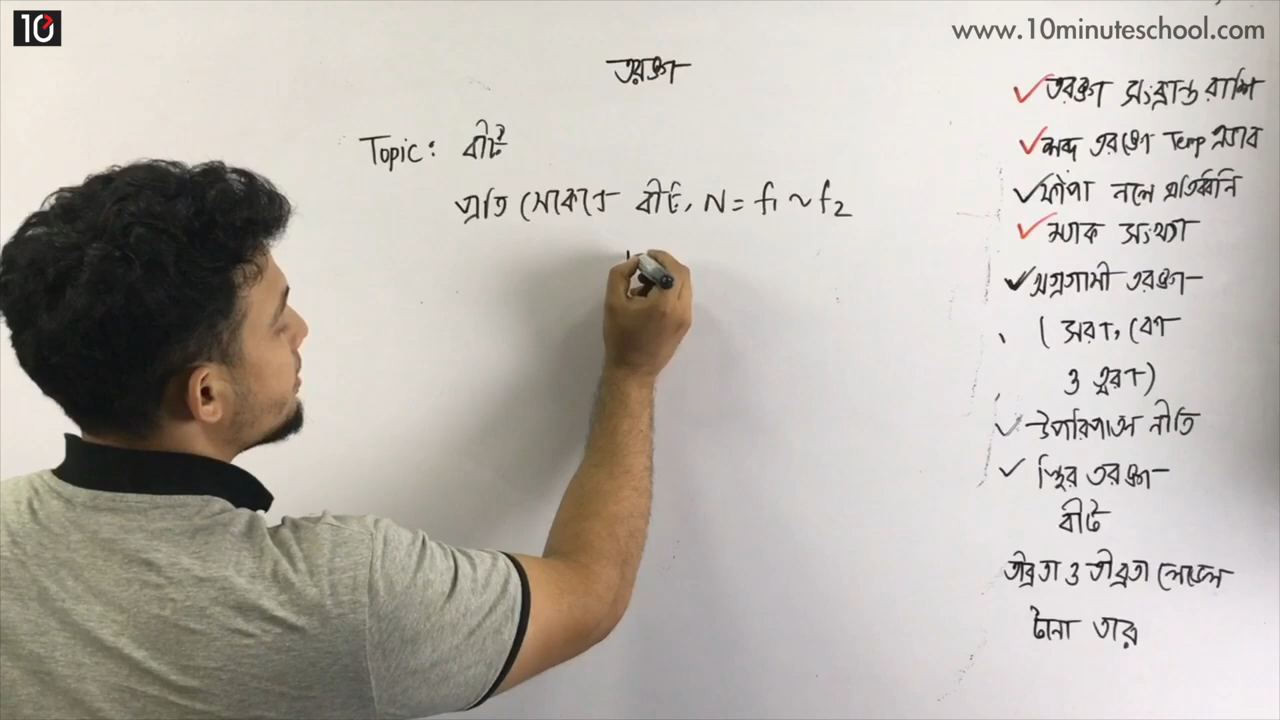 10
www.10minuteschool.com
তরঙ্গ
Topic: বীট
প্রতি সেকেন্ডে বীট, N = f₁ ~ f₂
তরঙ্গ সংক্রান্ত রাশি
শব্দ তরঙ্গে Temp প্রভাব
ফাঁপা নলে প্রতিধ্বনি
ম্যাক সংখ্যা
অগ্রগামী তরঙ্গ
( সরণ, বেগ
ও ত্বরণ)
উপরিপাতন নীতি
স্থির তরঙ্গ
বীট
তীব্রতা ও তীব্রতা লেভেল
টানা তার